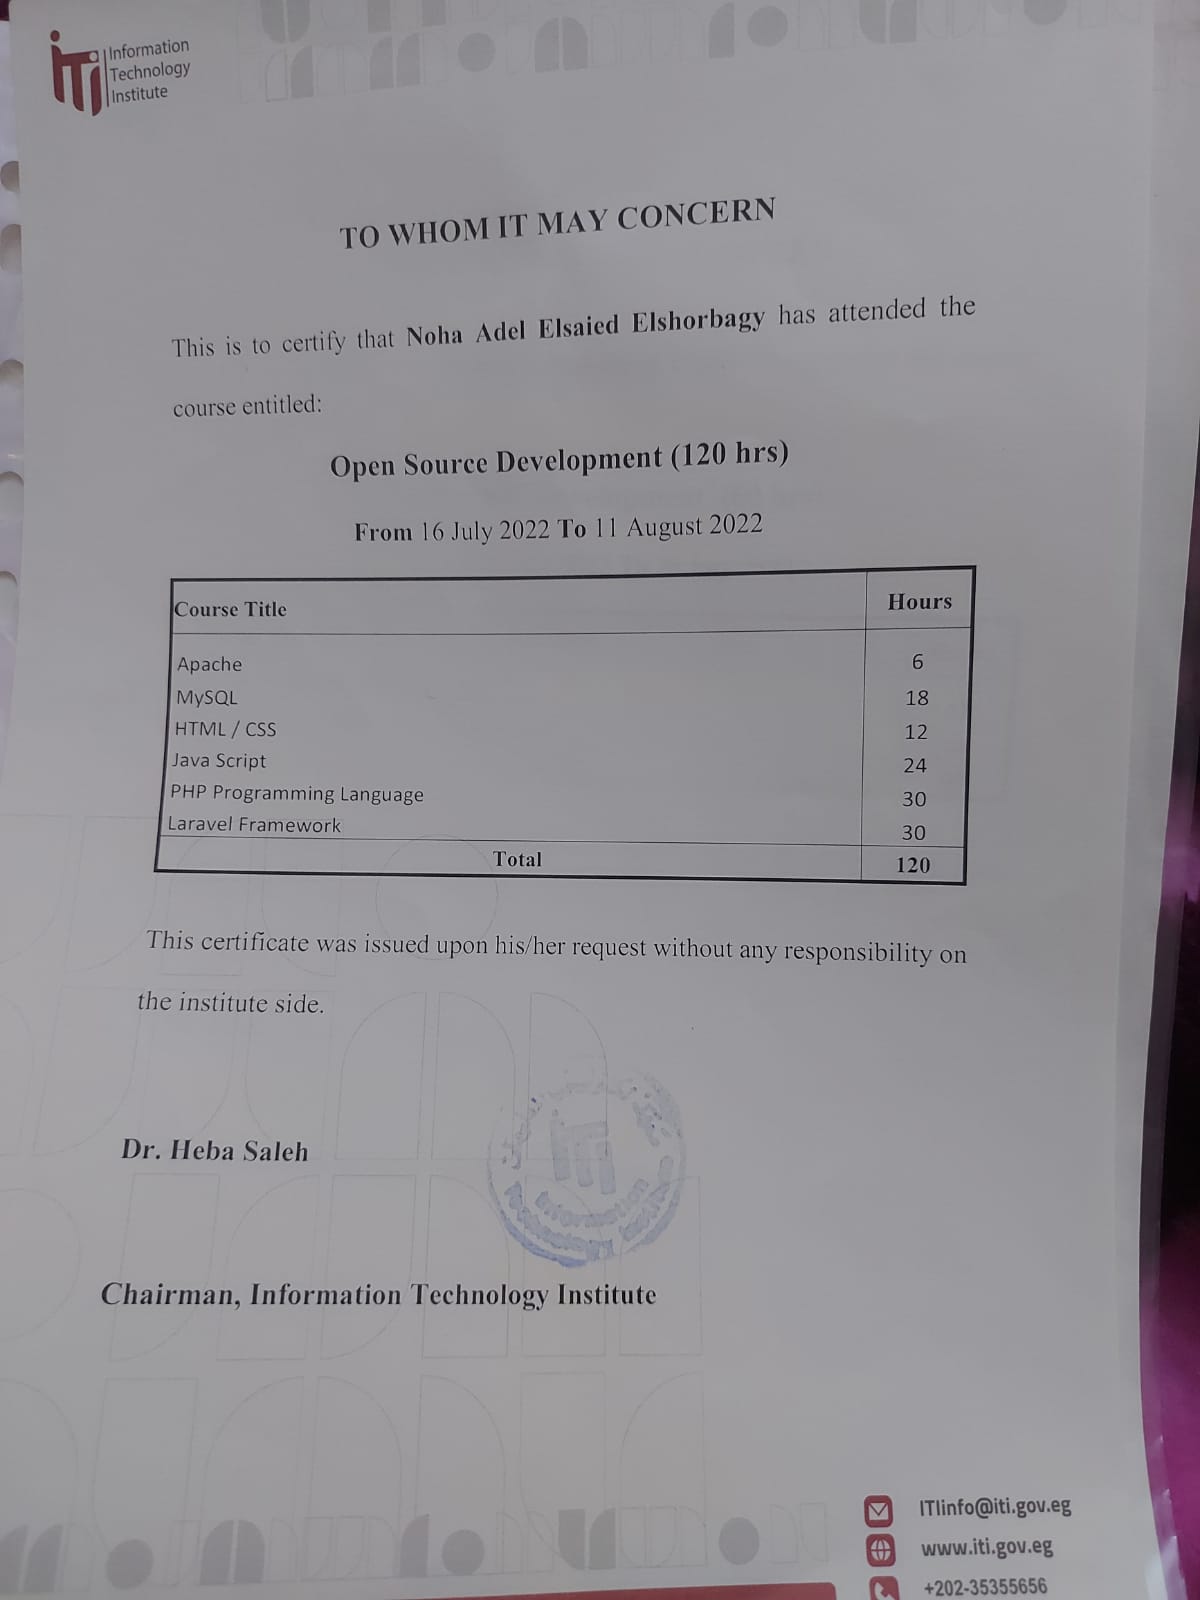 iTi
Information
Technology
Institute
TO WHOM IT MAY CONCERN
This is to certify that Noha Adel Elsaied Elshorbagy has attended the
course entitled:
Open Source Development (120 hrs)
From 16 July 2022 To 11 August 2022
Course Title Hours
Apache 6
MySQL 18
HTML / CSS 12
Java Script 24
PHP Programming Language 30
Laravel Framework 30
Total 120
This certificate was issued upon his/her request without any responsibility on
the institute side.
Dr. Heba Saleh
iTi
Information
Technology Institute
Chairman, Information Technology Institute
ITIinfo@iti.gov.eg
www.iti.gov.eg
+202-35355656